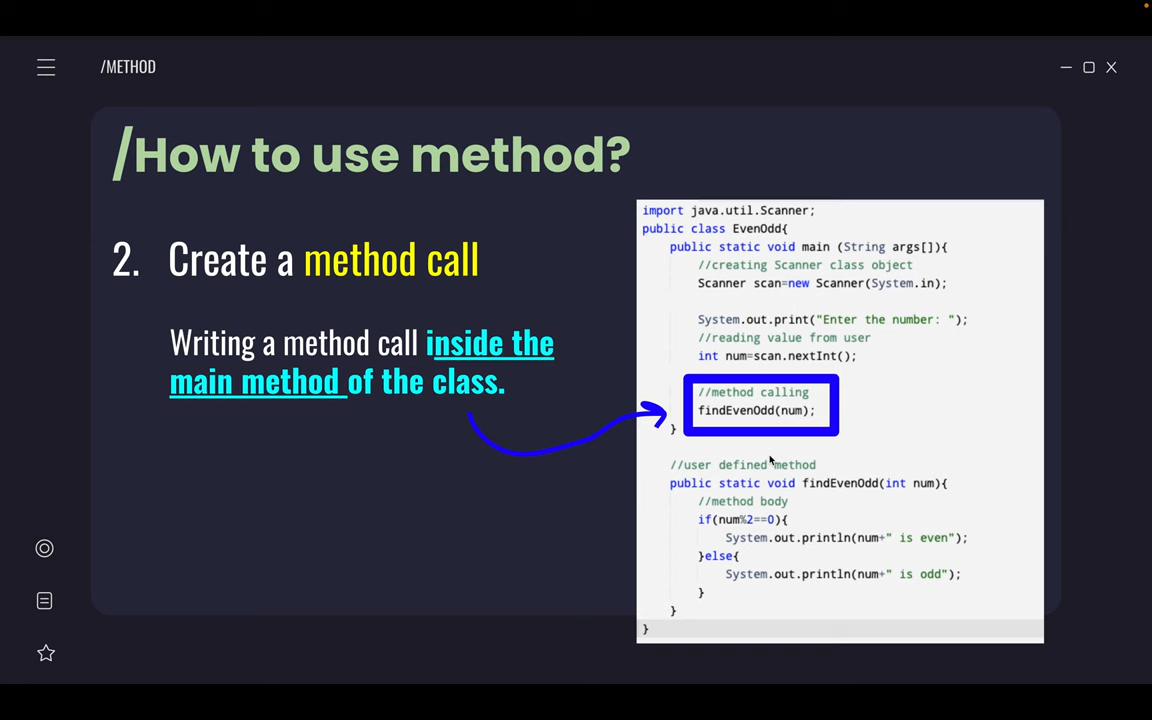 /METHOD
/How to use method?
2. Create a method call
Writing a method call inside the
main method of the class.
import java.util.Scanner;
public class EvenOdd{
public static void main (String args[]){
//creating Scanner class object
Scanner scan=new Scanner(System.in);
System.out.print("Enter the number: ");
//reading value from user
int num=scan.nextInt();
//method calling
findEvenOdd(num);
}
//user defined method
public static void findEvenOdd(int num){
//method body
if(num%2==0){
System.out.println(num+" is even");
}else{
System.out.println(num+" is odd");
}
}
}